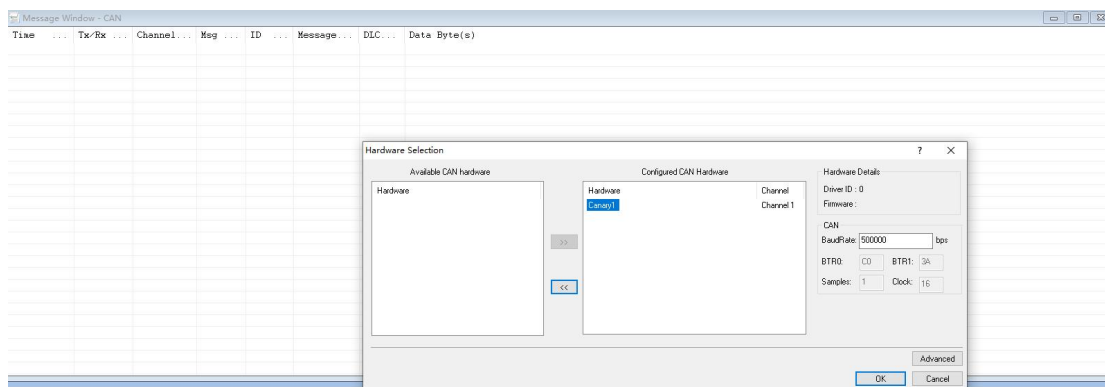 Message Window - CAN
Time ... Tx/Rx ... Channel... Msg ... ID ... Message... DLC... Data Byte(s)
Hardware Selection
? X
Available CAN hardware
Hardware
>>
<<
Configured CAN Hardware
Hardware Channel
Canary1 Channel 1
Hardware Details
Driver ID : 0
Firmware :
CAN
BaudRate: 500000 bps
BTR0: C0 BTR1: 3A
Samples: 1 Clock: 16
Advanced
OK Cancel